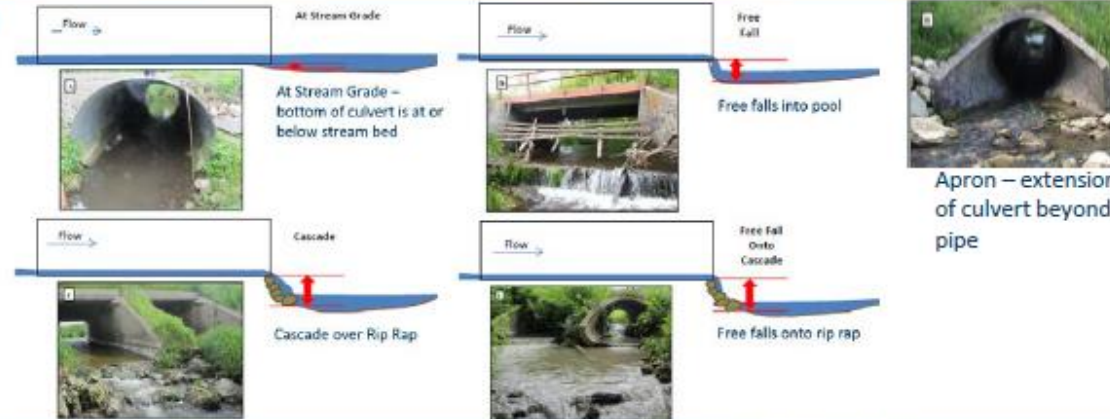 Flow
At Stream Grade
At Stream Grade –
bottom of culvert is at or
below stream bed
Flow
Free
Fall
Free falls into pool
Apron – extension
of culvert beyond
pipe
Flow
Cascade
Cascade over Rip Rap
Flow
Free Fall
Onto
Cascade
Free falls onto rip rap